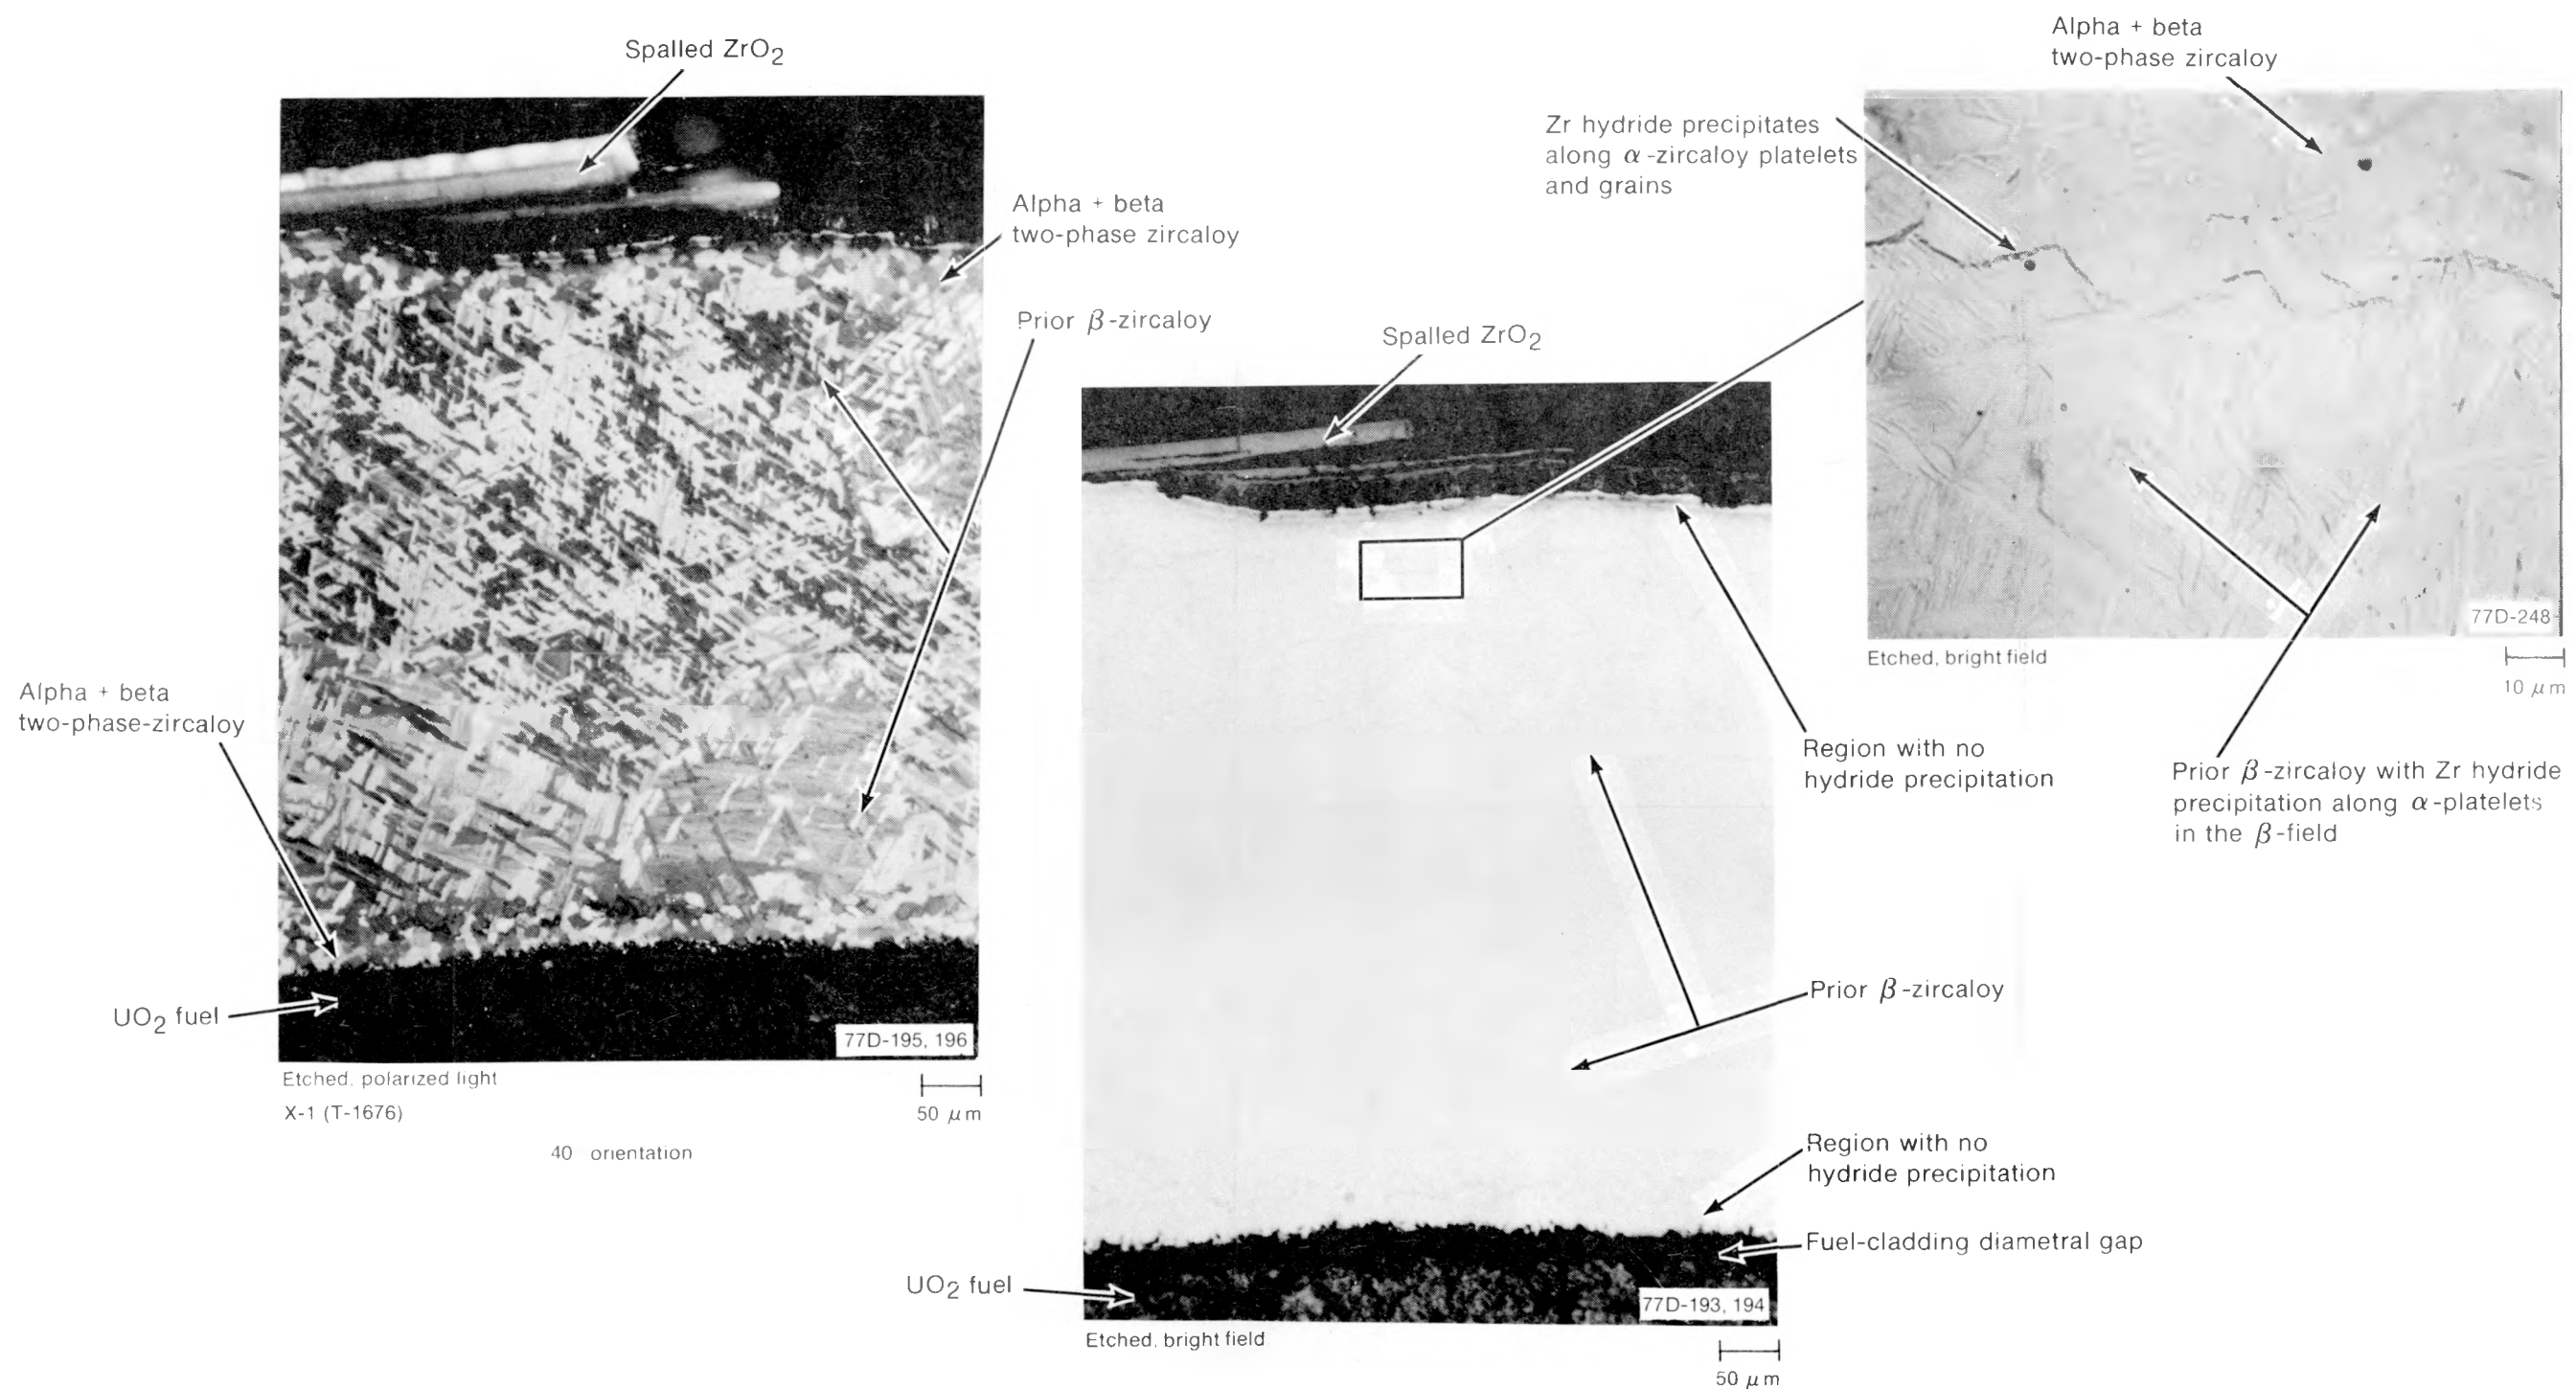 Spalled ZrO2
Alpha + beta
two-phase zircaloy
Prior β-zircaloy
Alpha + beta
two-phase-zircaloy
UO2 fuel
77D-195, 196
Etched, polarized light
X-1 (T-1676)
50 μm
40 orientation
Spalled ZrO2
Region with no
hydride precipitation
Prior β-zircaloy
Region with no
hydride precipitation
Fuel-cladding diametral gap
UO2 fuel
77D-193, 194
Etched, bright field
50 μm
Alpha + beta
two-phase zircaloy
Zr hydride precipitates
along α-zircaloy platelets
and grains
77D-248
Etched, bright field
10 μm
Prior β-zircaloy with Zr hydride
precipitation along α-platelets
in the β-field